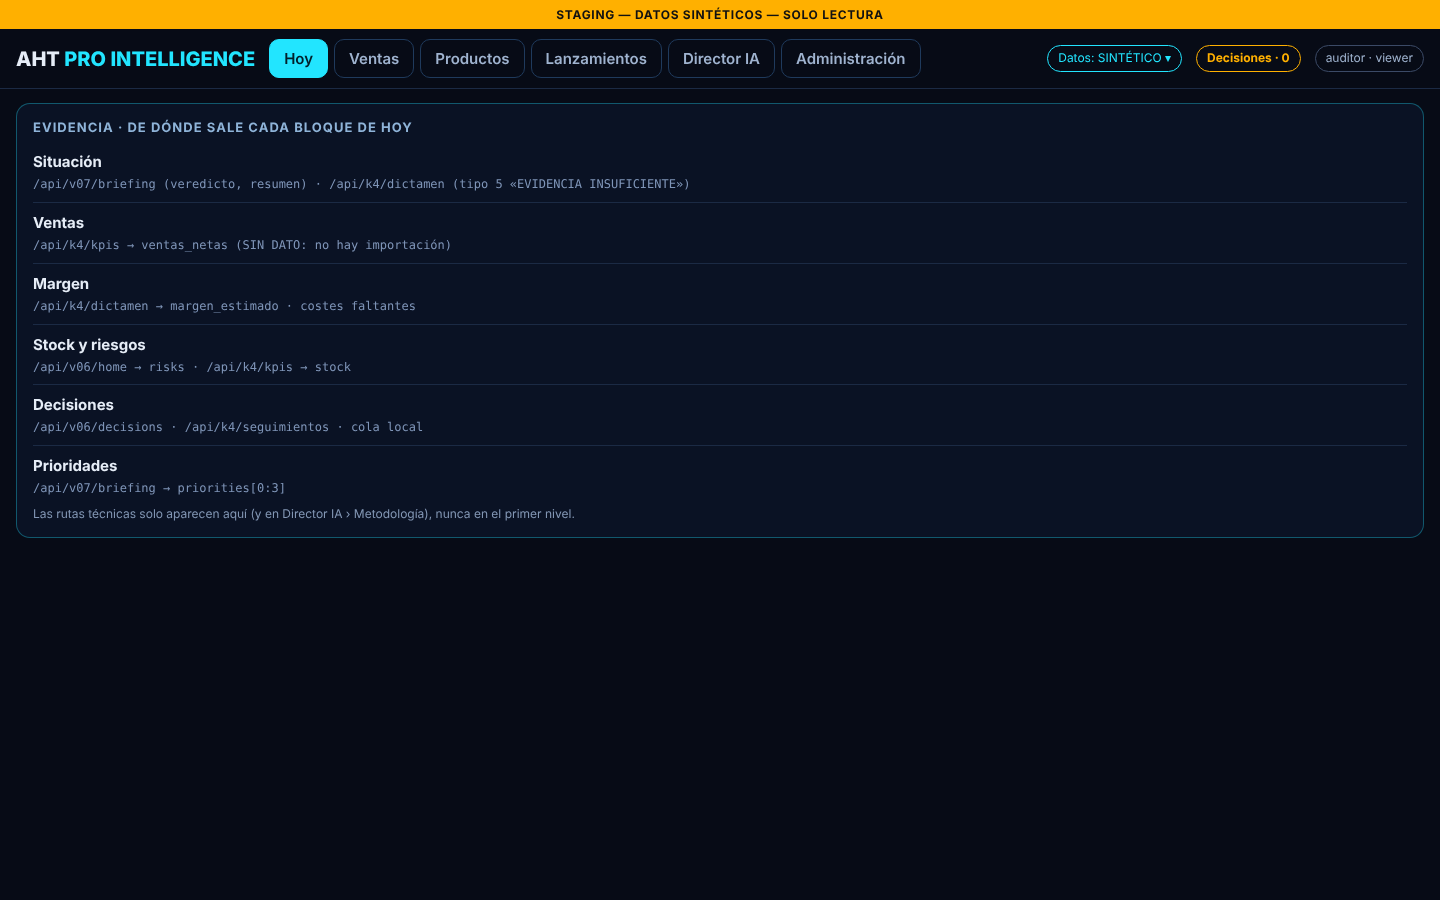 STAGING — DATOS SINTÉTICOS — SOLO LECTURA
AHT PRO INTELLIGENCE
Hoy
Ventas
Productos
Lanzamientos
Director IA
Administración
Datos: SINTÉTICO ▾
Decisiones · 0
auditor · viewer
EVIDENCIA · DE DÓNDE SALE CADA BLOQUE DE HOY
Situación
/api/v07/briefing (veredicto, resumen) · /api/k4/dictamen (tipo 5 «EVIDENCIA INSUFICIENTE»)
Ventas
/api/k4/kpis → ventas_netas (SIN DATO: no hay importación)
Margen
/api/k4/dictamen → margen_estimado · costes faltantes
Stock y riesgos
/api/v06/home → risks · /api/k4/kpis → stock
Decisiones
/api/v06/decisions · /api/k4/seguimientos · cola local
Prioridades
/api/v07/briefing → priorities[0:3]
Las rutas técnicas solo aparecen aquí (y en Director IA › Metodología), nunca en el primer nivel.